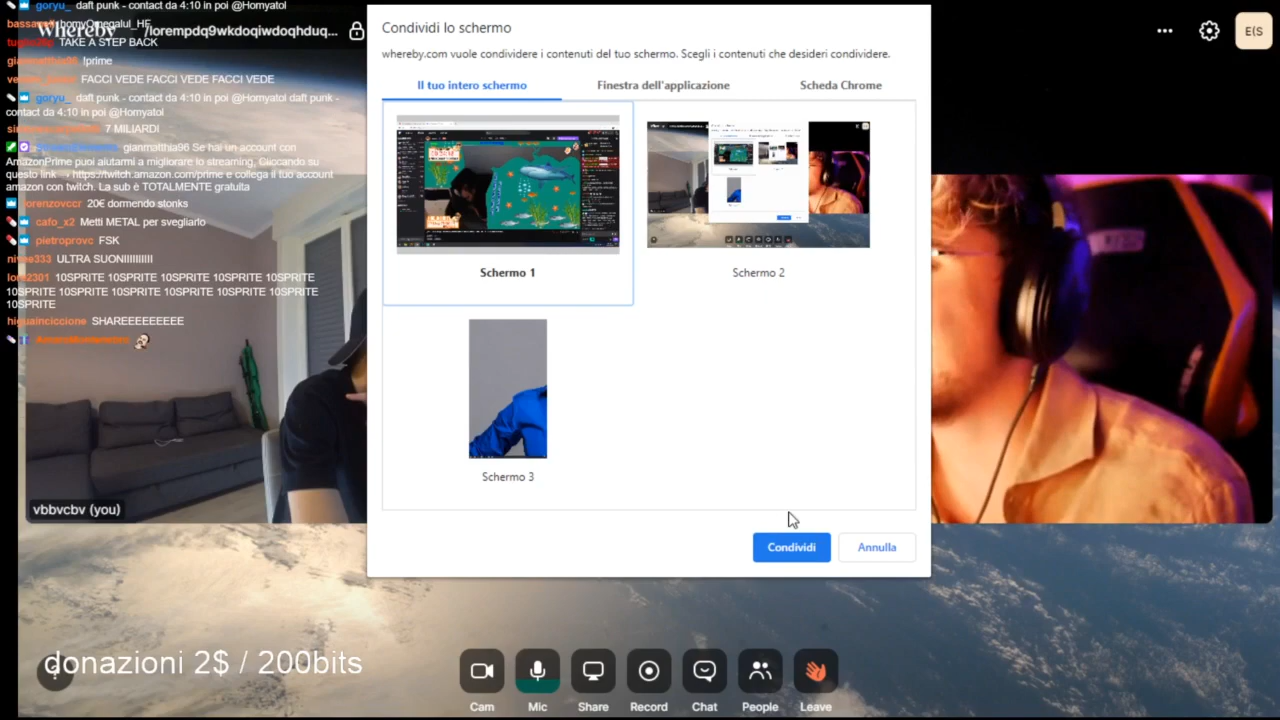 goryu_ daft punk - contact da 4:10 in poi @Homyatol
Whereby /lorempdq9wkdoqiwdoqhduq...
TAKE A STEP BACK
!prime
FACCI VEDE FACCI VEDE FACCI VEDE
goryu_ daft punk - contact da 4:10 in poi @Homyatol daft punk -
contact da 4:10 in poi @Homyatol
7 MILIARDI
gianmotthia96 Se hai un account con
AmazonPrime puoi aiutarmi a migliorare lo streaming, Cliccando su
questo link → https://twitch.amazon.com/prime e collega il tuo account
amazon con twitch. La sub è TOTALMENTE gratuita
lorenzovccr 20€ dormendo stonks
cafo_x2 Metti METAL per svegliarlo
pietroprovc FSK
nivee333 ULTRA SUONIIIIIIIIII
10SPRITE 10SPRITE 10SPRITE 10SPRITE 10SPRITE
10SPRITE 10SPRITE 10SPRITE 10SPRITE 10SPRITE 10SPRITE
10SPRITE
higuainciccione SHAREEEEEEEEE
vbbvcbv (you)
donazioni 2$ / 200bits
Condividi lo schermo
whereby.com vuole condividere i contenuti del tuo schermo. Scegli i contenuti che desideri condividere.
Il tuo intero schermo
Finestra dell'applicazione
Scheda Chrome
Schermo 1
Schermo 2
Schermo 3
Condividi
Annulla
E(S
Cam
Mic
Share
Record
Chat
People
Leave